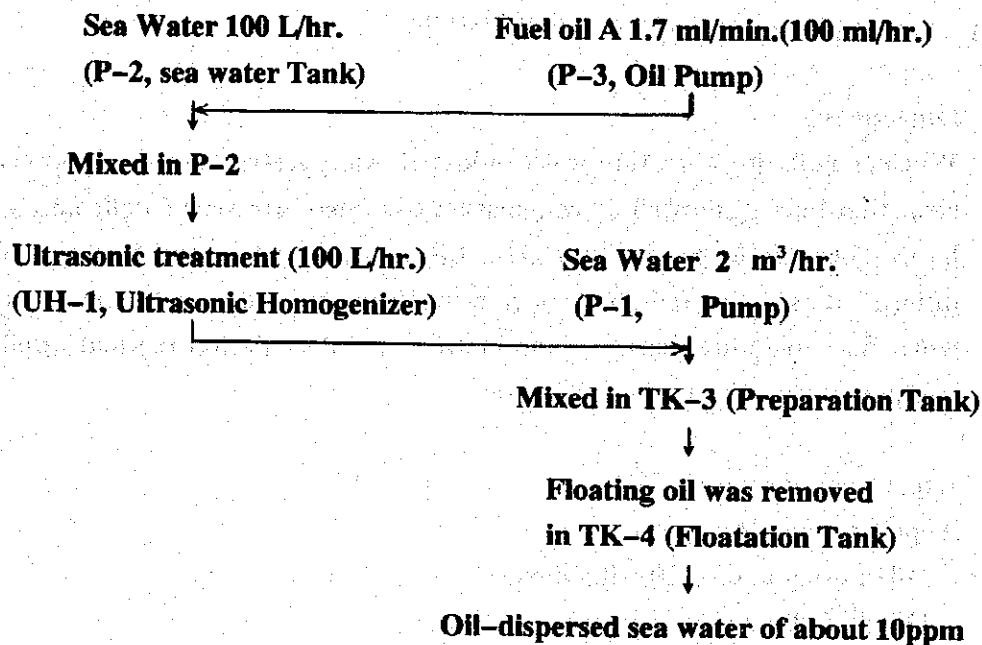 Sea Water 100 L/hr.
(P-2, sea water Tank)
Fuel oil A 1.7 ml/min.(100 ml/hr.)
(P-3, Oil Pump)
Mixed in P-2
Ultrasonic treatment (100 L/hr.)
(UH-1, Ultrasonic Homogenizer)
Sea Water 2 m³/hr.
(P-1, Pump)
Mixed in TK-3 (Preparation Tank)
Floating oil was removed
in TK-4 (Floatation Tank)
Oil-dispersed sea water of about 10ppm